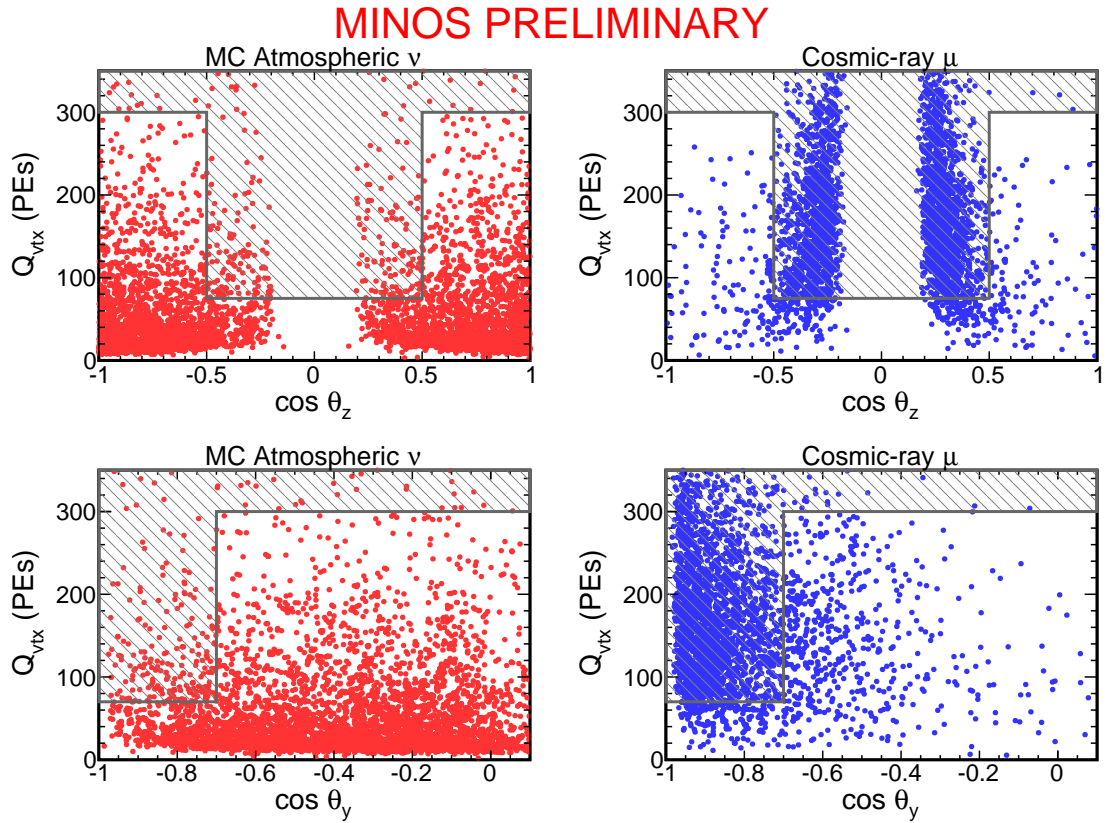 MINOS PRELIMINARY
MC Atmospheric ν
Q_vtx (PEs)
300
200
100
0
-1 -0.5 0 0.5 1
cos θ_z
Cosmic-ray μ
Q_vtx (PEs)
300
200
100
0
-1 -0.5 0 0.5 1
cos θ_z
MC Atmospheric ν
Q_vtx (PEs)
300
200
100
0
-1 -0.8 -0.6 -0.4 -0.2 0
cos θ_y
Cosmic-ray μ
Q_vtx (PEs)
300
200
100
0
-1 -0.8 -0.6 -0.4 -0.2 0
cos θ_y